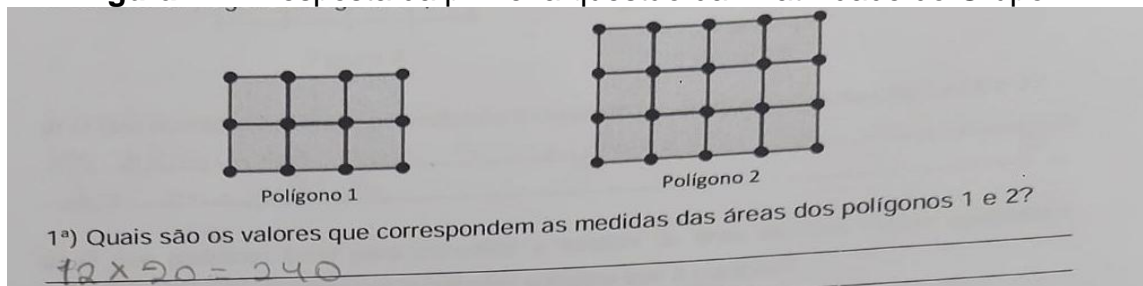 Polígono 1
Polígono 2
1ª) Quais são os valores que correspondem as medidas das áreas dos polígonos 1 e 2?
12 x 20 = 240